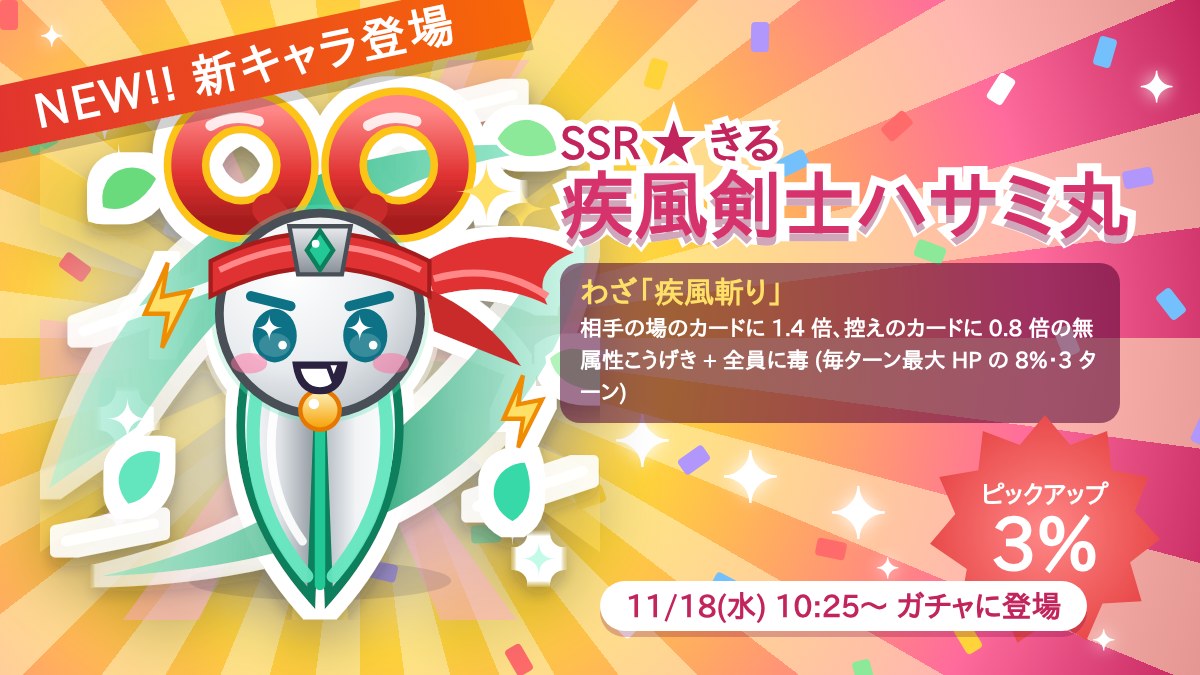 NEW!! 新キャラ登場
SSR★きる
疾風剣士ハサミ丸
わざ「疾風斬り」
相手の場のカードに 1.4 倍、控えのカードに 0.8 倍の無
属性こうげき + 全員に毒 (毎ターン最大 HP の 8%・3 タ
ーン)
ピックアップ
3%
11/18(水) 10:25〜 ガチャに登場